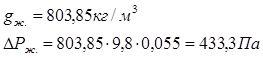 gж. = 803,85кг / м³
ΔPж. = 803,85·9,8·0,055 = 433,3Па